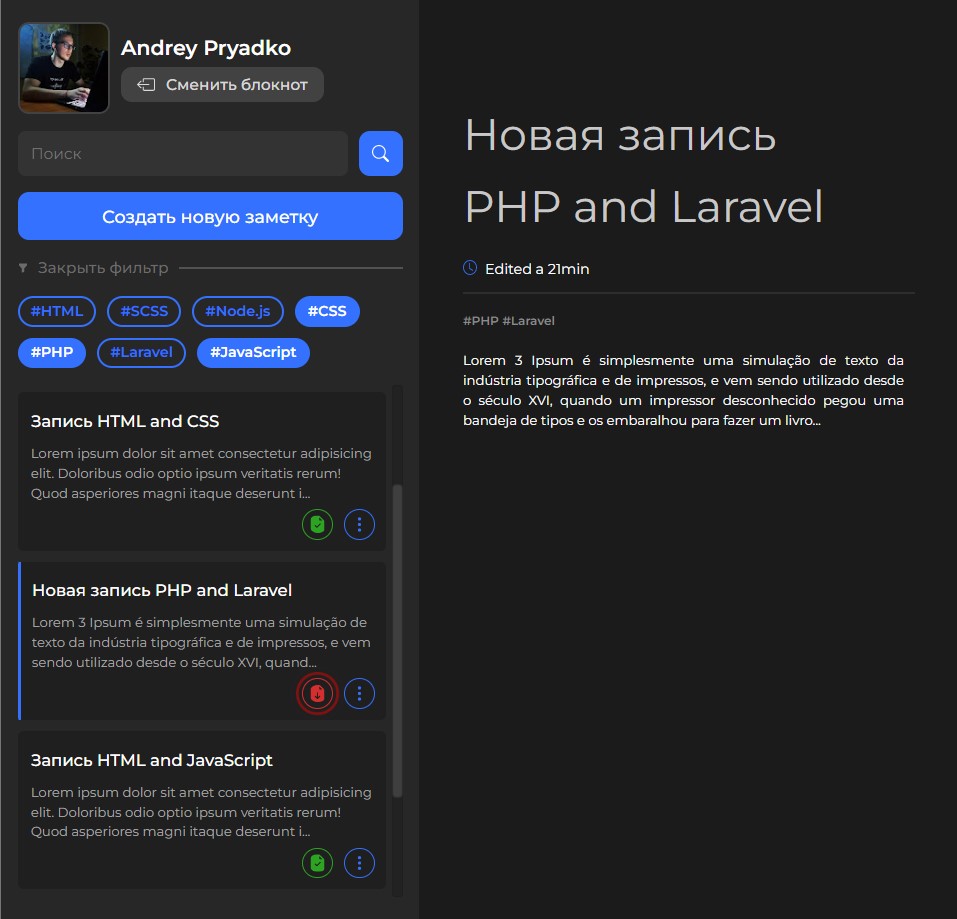 Andrey Pryadko
Сменить блокнот
Поиск
Создать новую заметку
Закрыть фильтр
#HTML #SCSS #Node.js #CSS
#PHP #Laravel #JavaScript
Запись HTML and CSS
Lorem ipsum dolor sit amet consectetur adipisicing
elit. Doloribus odio optio ipsum veritatis rerum!
Quod asperiores magni itaque deserunt i...
Новая запись PHP and Laravel
Lorem 3 Ipsum é simplesmente uma simulação de
texto da indústria tipográfica e de impressos, e vem
sendo utilizado desde o século XVI, quand...
Запись HTML and JavaScript
Lorem ipsum dolor sit amet consectetur adipisicing
elit. Doloribus odio optio ipsum veritatis rerum!
Quod asperiores magni itaque deserunt i...
Новая запись
PHP and Laravel
Edited a 21min
#PHP #Laravel
Lorem 3 Ipsum é simplesmente uma simulação de texto da
indústria tipográfica e de impressos, e vem sendo utilizado desde
o século XVI, quando um impressor desconhecido pegou uma
bandeja de tipos e os embaralhou para fazer um livro...